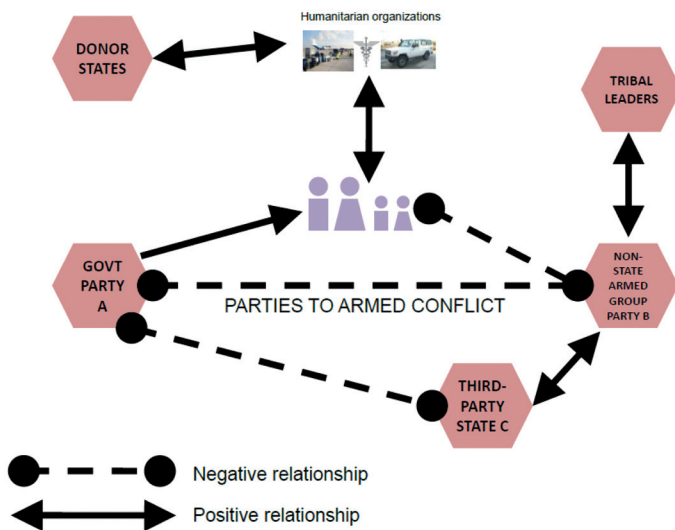 Humanitarian organizations
DONOR
STATES
TRIBAL
LEADERS
GOVT
PARTY
A
PARTIES TO ARMED CONFLICT
NON-
STATE
ARMED
GROUP
PARTY B
THIRD-
PARTY
STATE C
Negative relationship
Positive relationship